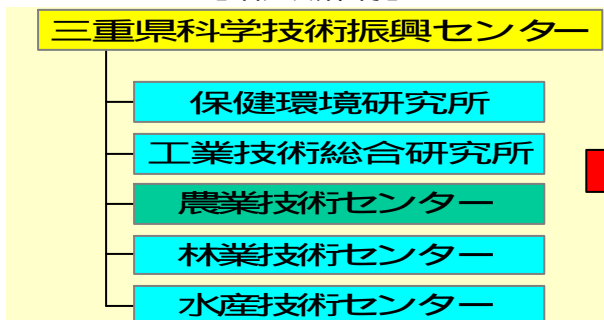 三重県科学技術振興センター
保健環境研究所
工業技術総合研究所
農業技術センター
林業技術センター
水産技術センター